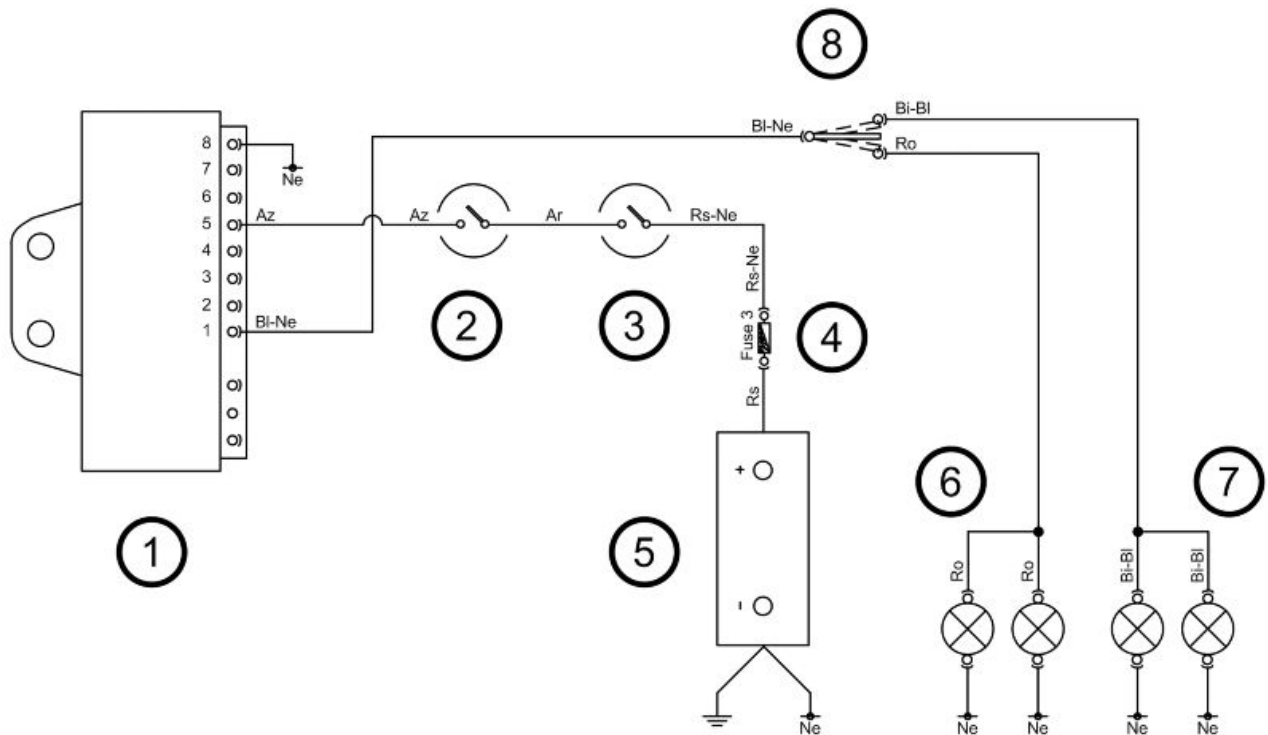 8
Bi-Bl
Bl-Ne
Ro
8
7
Ne
6
5
Az
Az
Ar
Rs-Ne
4
3
Rs-Ne
2
1
Bl-Ne
2
3
Fuse 3
4
Rs
+
6
7
1
5
Ro
Ro
Bi-Bl
Bi-Bl
-
Ne
Ne
Ne
Ne
Ne